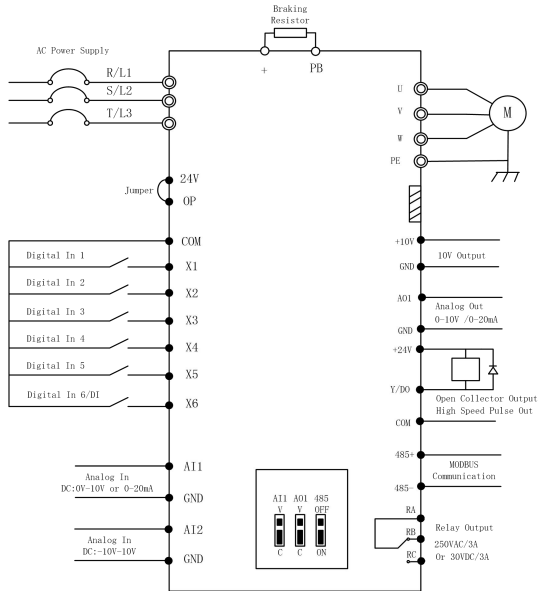 Braking
Resistor
AC Power Supply
+
PB
R/L1
S/L2
T/L3
U
V
W
PE
M
24V
Jumper
OP
COM
Digital In 1
X1
Digital In 2
X2
Digital In 3
X3
Digital In 4
X4
Digital In 5
X5
Digital In 6/DI
X6
AI1
Analog In
DC:0V-10V or 0-20mA
GND
AI2
Analog In
DC:-10V-10V
GND
AI1 AO1 485
V V OFF
C C ON
+10V
10V Output
GND
AO1
Analog Out
0-10V /0-20mA
GND
+24V
Y/DO
Open Collector Output
High Speed Pulse Out
COM
485+
MODBUS
Communication
485-
RA
Relay Output
RB
250VAC/3A
RC
Or 30VDC/3A